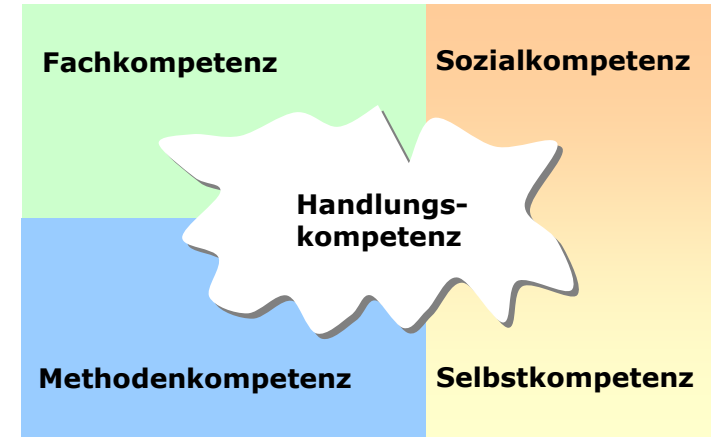 Fachkompetenz
Sozialkompetenz
Handlungs-
kompetenz
Methodenkompetenz
Selbstkompetenz